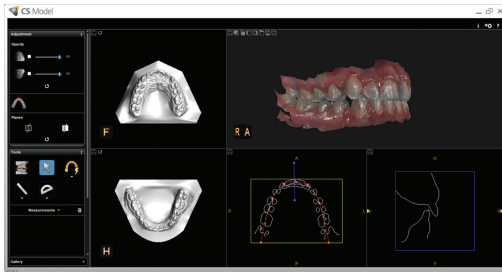 CS Model
i ?
Adjustment
Opacity
Planes
Tools
Measurements
Gallery
F
R A
H
A
R
L
P
H
F